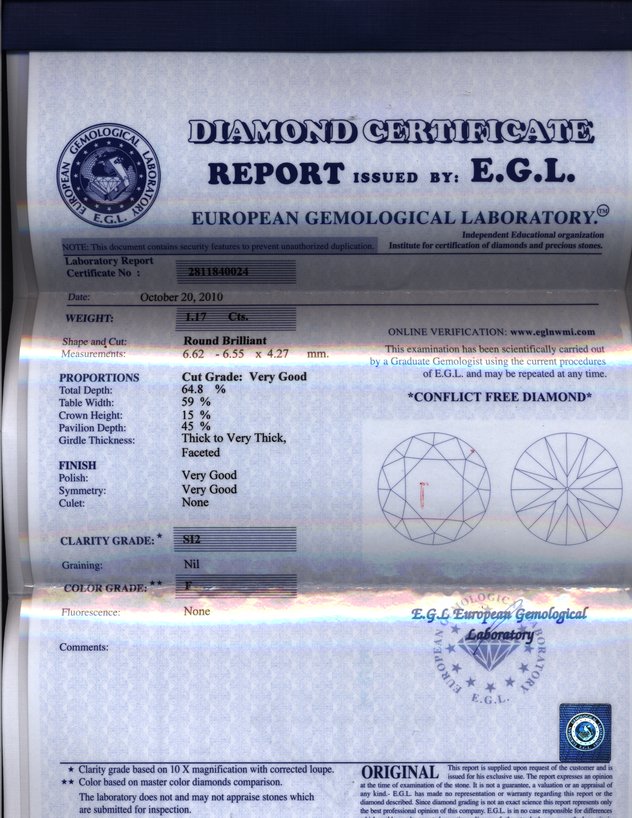 DIAMOND CERTIFICATE
REPORT ISSUED BY: E.G.L.
EUROPEAN GEMOLOGICAL LABORATORY.™
EUROPEAN GEMOLOGICAL LABORATORY
E.G.L.
Independent Educational organization
NOTE: This document contains security features to prevent unauthorized duplication.
Institute for certification of diamonds and precious stones.
Laboratory Report
Certificate No : 2811840024
Date: October 20, 2010
WEIGHT: 1.17 Cts.
ONLINE VERIFICATION: www.eglnwmi.com
Shape and Cut: Round Brilliant
Measurements: 6.62 - 6.55 x 4.27 mm.
This examination has been scientifically carried out
by a Graduate Gemologist using the current procedures
of E.G.L. and may be repeated at any time.
PROPORTIONS Cut Grade: Very Good
Total Depth: 64.8 %
*CONFLICT FREE DIAMOND*
Table Width: 59 %
Crown Height: 15 %
Pavilion Depth: 45 %
Girdle Thickness: Thick to Very Thick,
Faceted
FINISH
Polish: Very Good
Symmetry: Very Good
Culet: None
CLARITY GRADE:* SI2
Graining: Nil
COLOR GRADE:** F
Fluorescence: None
E.G.L European Gemological
Laboratory
EUROPEAN LABORATORY
E.G.L.
Comments:
★ Clarity grade based on 10 X magnification with corrected loupe.
★★ Color based on master color diamonds comparison.
The laboratory does not and may not appraise stones which
are submitted for inspection.
ORIGINAL This report is supplied upon request of the customer and is
issued for his exclusive use. The report expresses an opinion
at the time of examination of the stone. It is not a guarantee, a valuation or an appraisal of
any kind.- E.G.L. has made no representation or warranty regarding this report or the
diamond described. Since diamond grading is not an exact science this report represents only
the best professional opinion of this company. E.G.L. is in no case responsible for differences